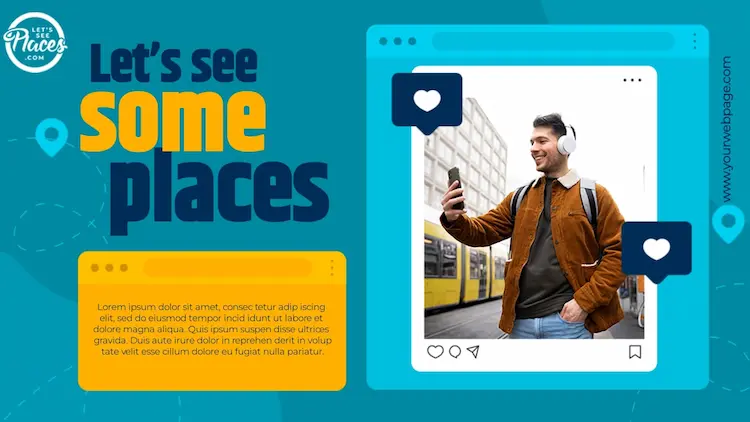 LET'S
SEE
Places
.COM
Let's see
some
places
www.yourwebpage.com
Lorem ipsum dolor sit amet, consec tetur adip iscing
elit, sed do eiusmod tempor incid idunt ut labore et
dolore magna aliqua. Quis ipsum suspen disse ultrices
gravida. Duis aute irure dolor in reprehen derit in volup
tate velit esse cillum dolore eu fugiat nulla pariatur.